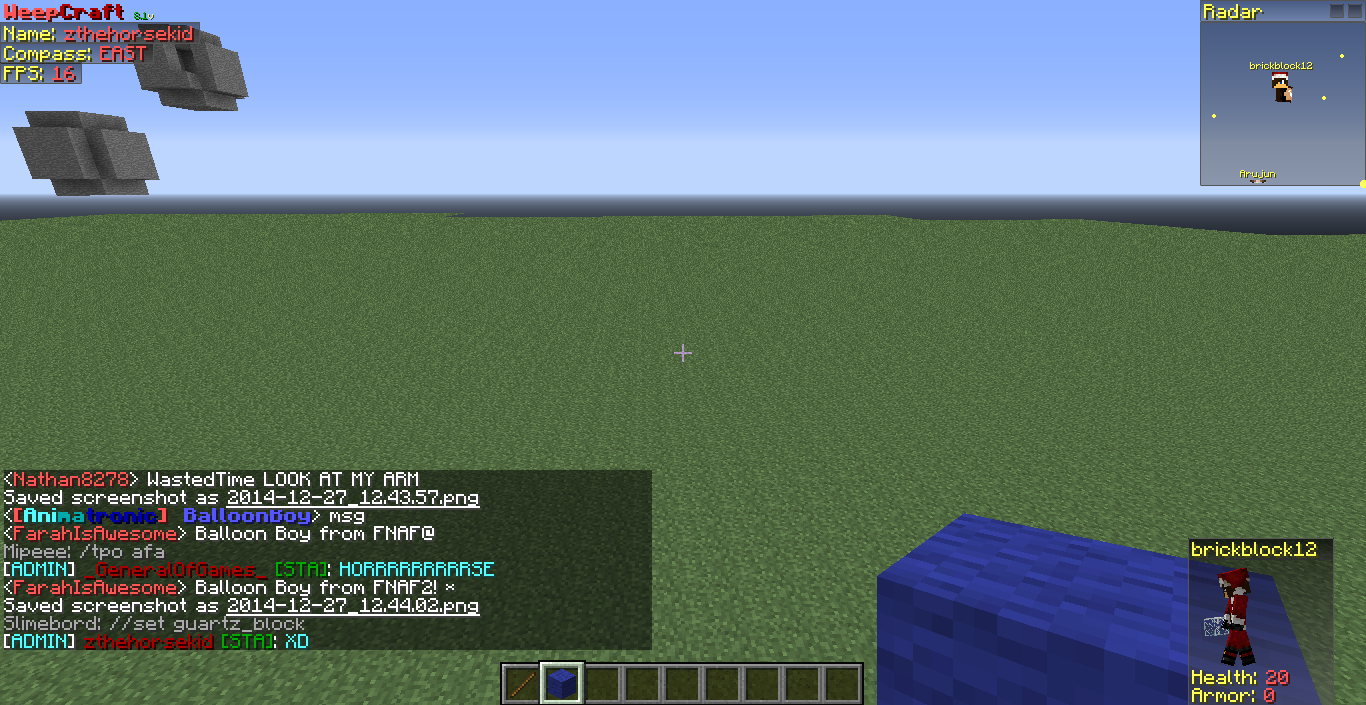 WeepCraft 8.1v
Name: zthehorsekid
Compass: EAST
FPS: 16
Radar
brickblock12
Arujun
<Nathan8278> WastedTime LOOK AT MY ARM
Saved screenshot as 2014-12-27_12.43.57.png
<[Animatronic] BalloonBoy> msg
<FarahIsAwesome> Balloon Boy from FNAF@
Mipeee: /tpo afa
[ADMIN] _GeneralOfGames_ [STA]: HORRRRRRRRRSE
<FarahIsAwesome> Balloon Boy from FNAF2! ×
Saved screenshot as 2014-12-27_12.44.02.png
Slimebord: //set quartz_block
[ADMIN] zthehorsekid [STA]: XD
brickblock12
Health: 20
Armor: 0